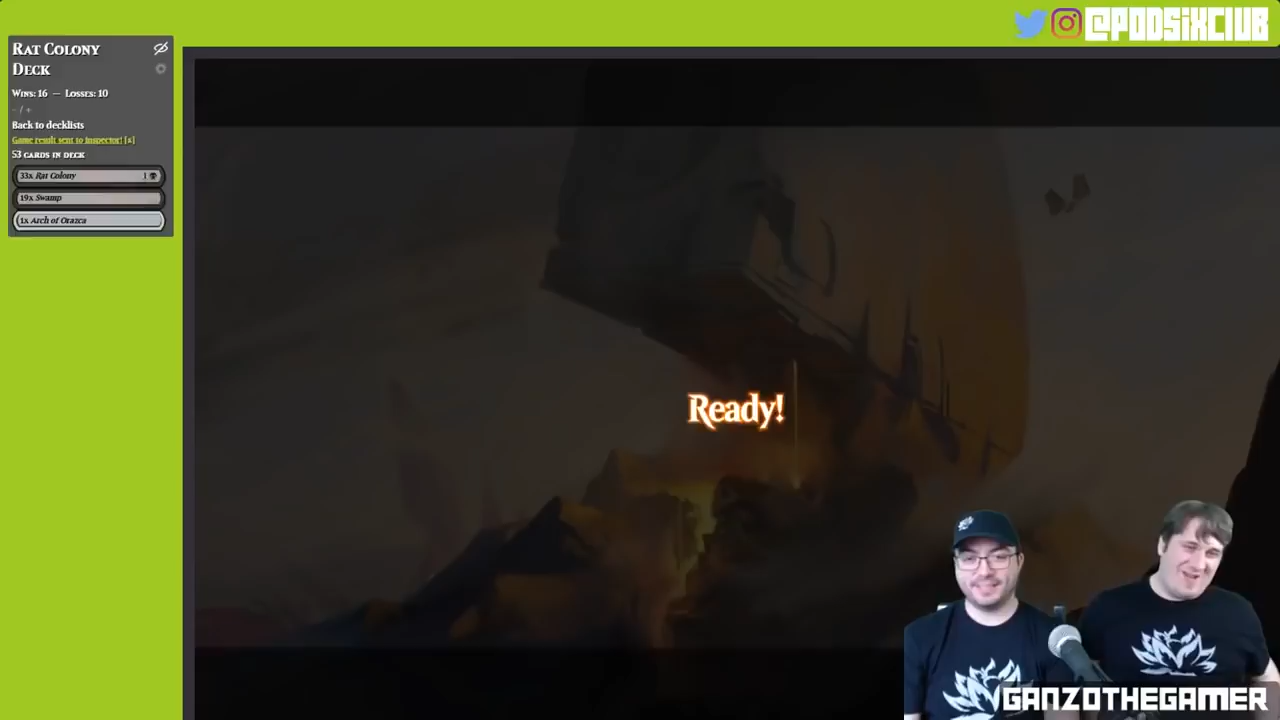 @PODSIXCLUB
Rat Colony
Deck
Wins: 16 — Losses: 10
- / +
Back to decklists
Game result sent to Inspector! [x]
53 cards in deck
33x Rat Colony 1
19x Swamp
1x Arch of Orazca
Ready!
GANZOTHEGAMER